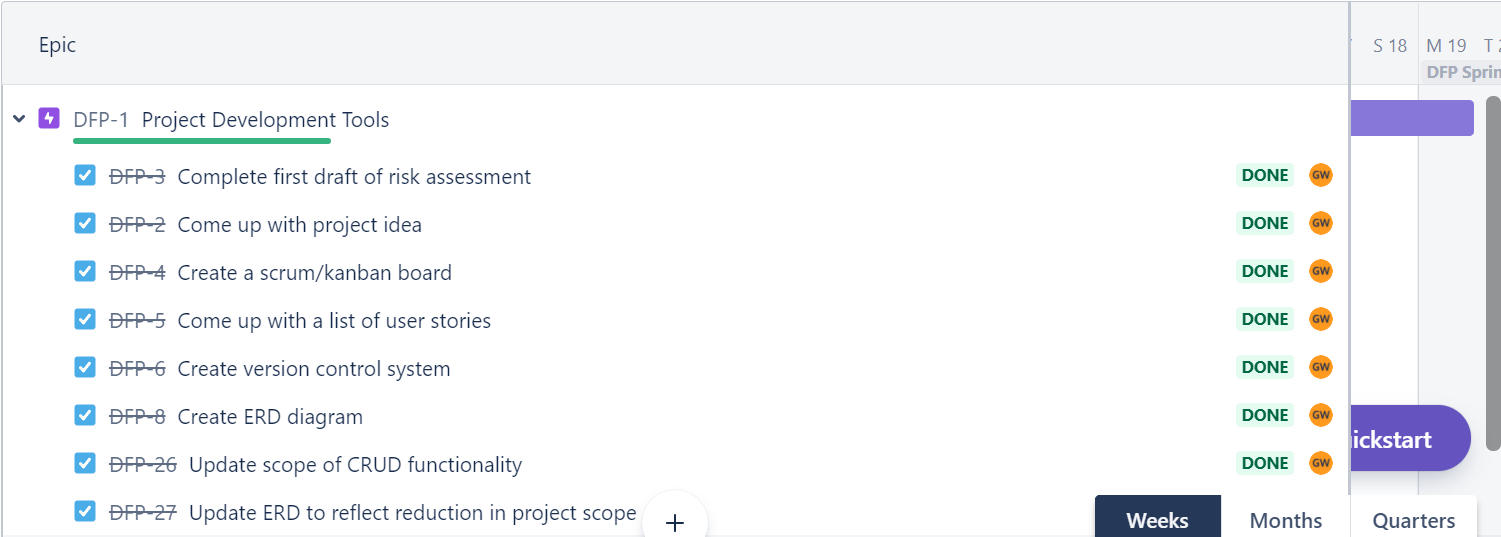 Epic
S 18 M 19 T
DFP Sprin
DFP-1 Project Development Tools
DFP-3 Complete first draft of risk assessment DONE GW
DFP-2 Come up with project idea DONE GW
DFP-4 Create a scrum/kanban board DONE GW
DFP-5 Come up with a list of user stories DONE GW
DFP-6 Create version control system DONE GW
DFP-8 Create ERD diagram DONE GW
ickstart
DFP-26 Update scope of CRUD functionality DONE GW
DFP-27 Update ERD to reflect reduction in project scope
+
Weeks Months Quarters